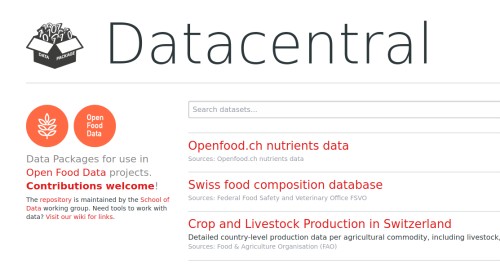 DATA PACKAGE
Datacentral
Open
Food
Data
Data Packages for use in
Open Food Data projects.
Contributions welcome!
The repository is maintained by the School of
Data working group. Need tools to work with
data? Visit our wiki for links.
Search datasets...
Openfood.ch nutrients data
Sources: Openfood.ch nutrients data
Swiss food composition database
Sources: Federal Food Safety and Veterinary Office FSVO
Crop and Livestock Production in Switzerland
Detailed country-level production data per agricultural commodity, including livestock,
Sources: Food & Agriculture Organisation (FAO)